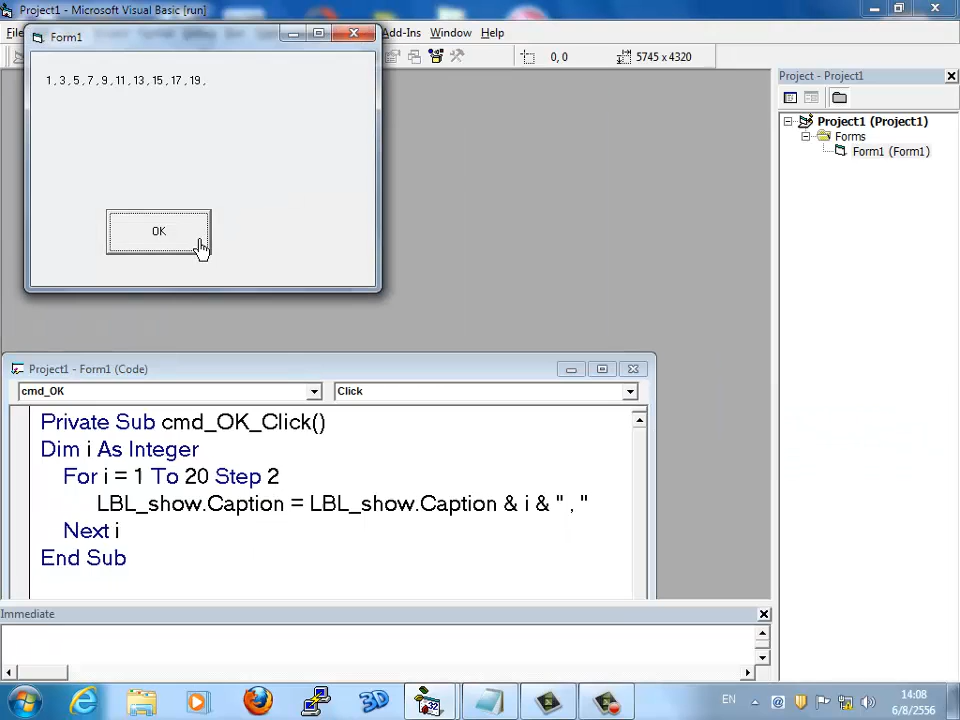 Project1 - Microsoft Visual Basic [run]
Add-Ins Window Help
Form1
0, 0
5745 x 4320
1 , 3 , 5 , 7 , 9 , 11 , 13 , 15 , 17 , 19 ,
OK
Project - Project1
Project1 (Project1)
Forms
Form1 (Form1)
Project1 - Form1 (Code)
cmd_OK
Click
Private Sub cmd_OK_Click()
Dim i As Integer
For i = 1 To 20 Step 2
LBL_show.Caption = LBL_show.Caption & i & " , "
Next i
End Sub
Immediate
32
3D
EN
14:08
6/8/2556